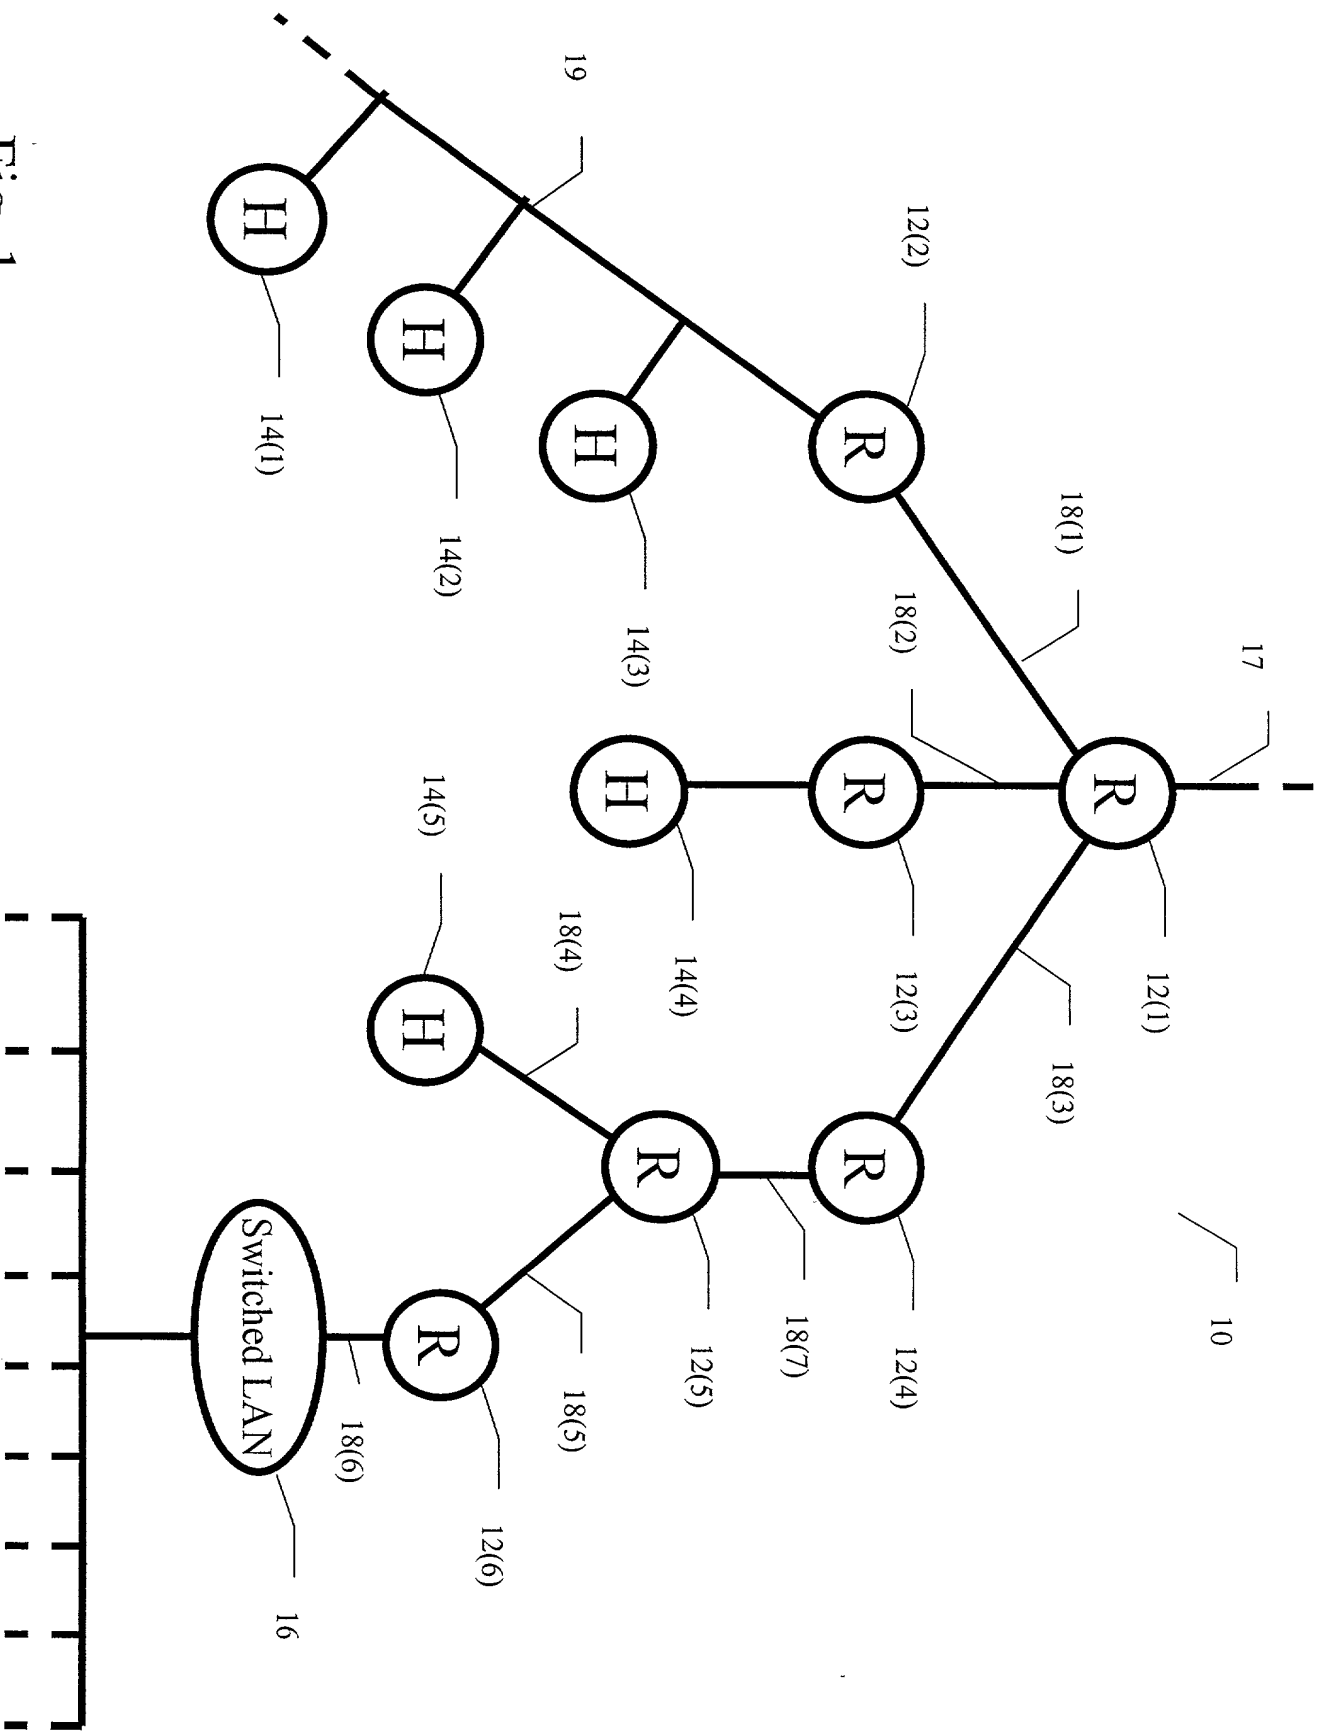 17
R
12(1)
18(1)
18(2)
18(3)
10
12(2)
R
R
12(3)
R
12(4)
19
H
14(3)
H
14(4)
18(7)
R
12(5)
18(4)
18(5)
H
14(2)
14(5)
H
R
12(6)
H
14(1)
18(6)
Switched LAN
16
Fig. 1